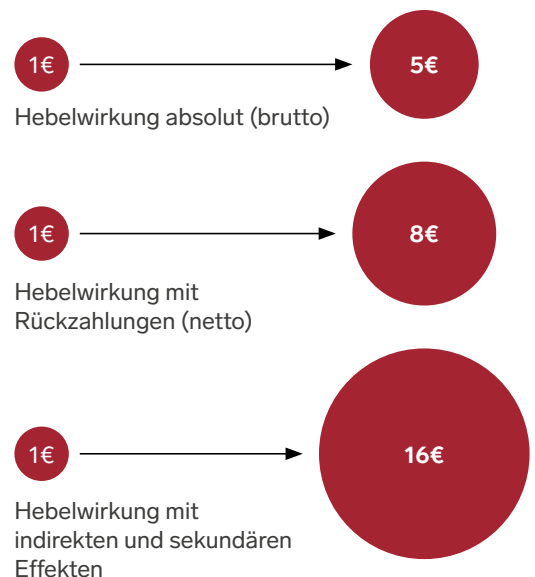 1€
5€
Hebelwirkung absolut (brutto)
1€
8€
Hebelwirkung mit
Rückzahlungen (netto)
1€
16€
Hebelwirkung mit
indirekten und sekundären
Effekten